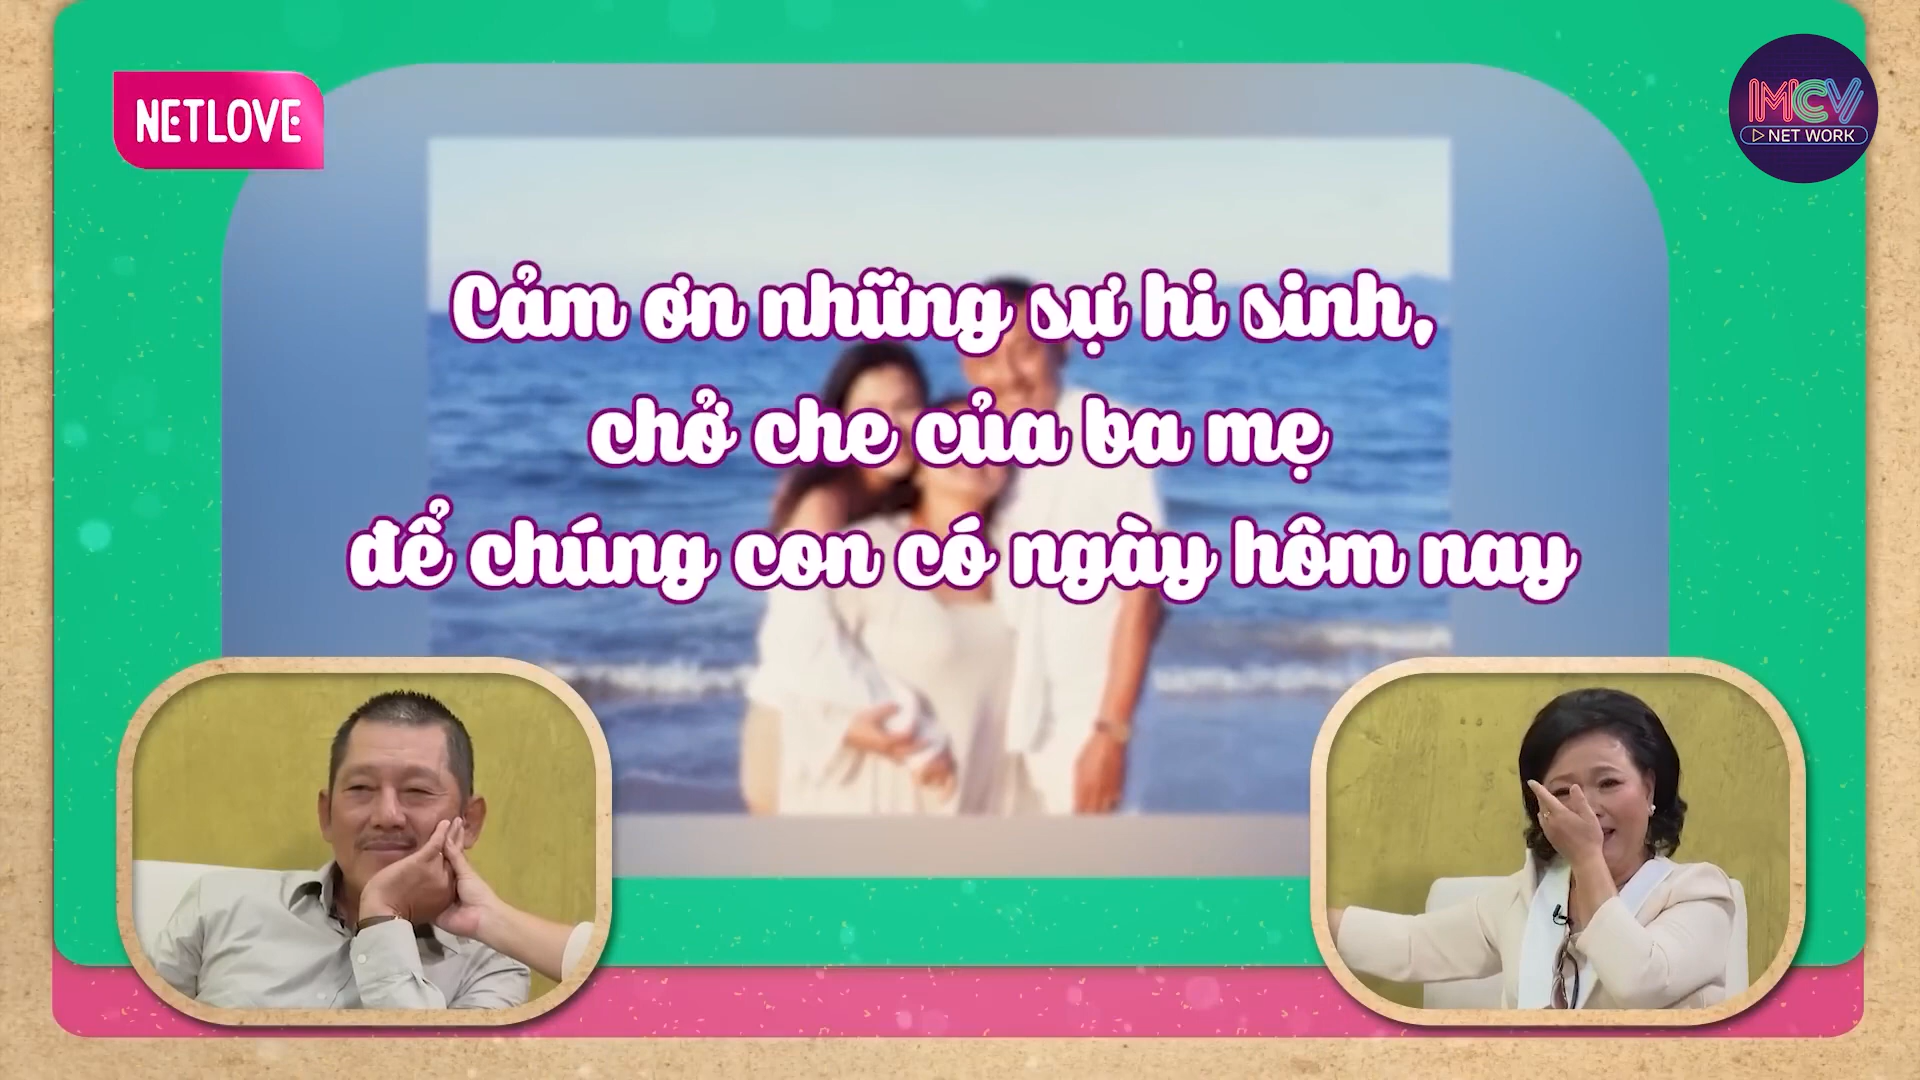 NETLOVE
MCV
NET WORK
Cảm ơn những sự hi sinh,
chở che của ba mẹ
để chúng con có ngày hôm nay